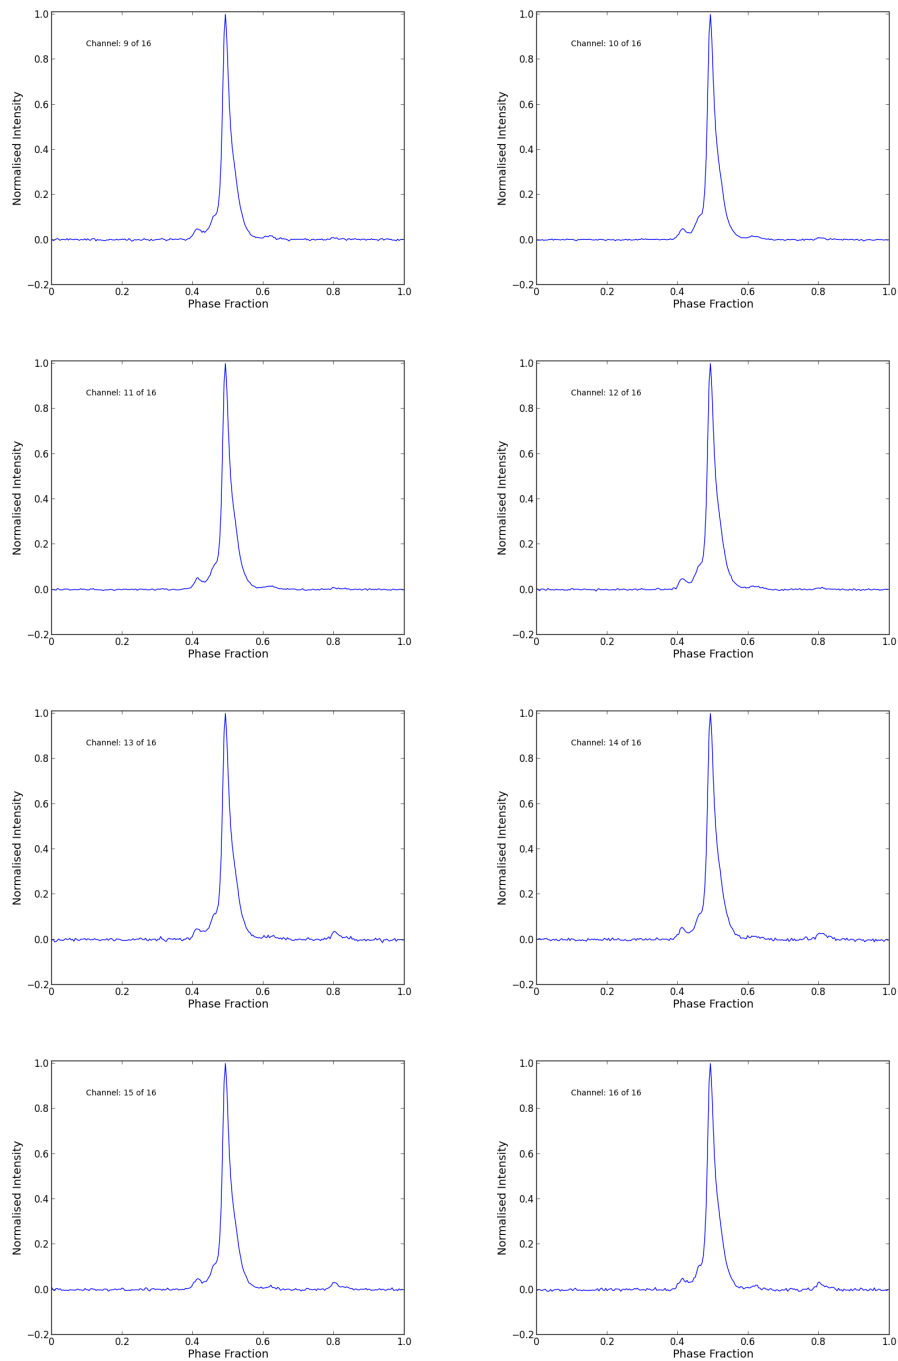 1.0
Channel: 9 of 16
0.8
0.6
0.4
0.2
0.0
−0.2
0 0.2 0.4 0.6 0.8 1.0
Phase Fraction
Normalised Intensity
1.0
Channel: 10 of 16
0.8
0.6
0.4
0.2
0.0
−0.2
0 0.2 0.4 0.6 0.8 1.0
Phase Fraction
Normalised Intensity
1.0
Channel: 11 of 16
0.8
0.6
0.4
0.2
0.0
−0.2
0 0.2 0.4 0.6 0.8 1.0
Phase Fraction
Normalised Intensity
1.0
Channel: 12 of 16
0.8
0.6
0.4
0.2
0.0
−0.2
0 0.2 0.4 0.6 0.8 1.0
Phase Fraction
Normalised Intensity
1.0
Channel: 13 of 16
0.8
0.6
0.4
0.2
0.0
−0.2
0 0.2 0.4 0.6 0.8 1.0
Phase Fraction
Normalised Intensity
1.0
Channel: 14 of 16
0.8
0.6
0.4
0.2
0.0
−0.2
0 0.2 0.4 0.6 0.8 1.0
Phase Fraction
Normalised Intensity
1.0
Channel: 15 of 16
0.8
0.6
0.4
0.2
0.0
−0.2
0 0.2 0.4 0.6 0.8 1.0
Phase Fraction
Normalised Intensity
1.0
Channel: 16 of 16
0.8
0.6
0.4
0.2
0.0
−0.2
0 0.2 0.4 0.6 0.8 1.0
Phase Fraction
Normalised Intensity